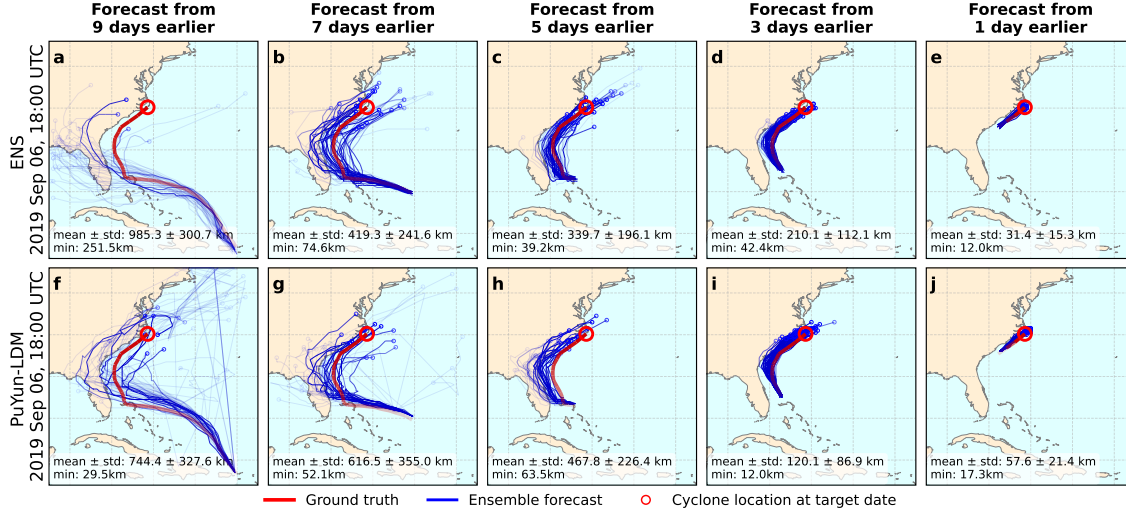 Forecast from
9 days earlier
Forecast from
7 days earlier
Forecast from
5 days earlier
Forecast from
3 days earlier
Forecast from
1 day earlier
ENS
2019 Sep 06, 18:00 UTC
a
mean ± std: 985.3 ± 300.7 km
min: 251.5km
b
mean ± std: 419.3 ± 241.6 km
min: 74.6km
c
mean ± std: 339.7 ± 196.1 km
min: 39.2km
d
mean ± std: 210.1 ± 112.1 km
min: 42.4km
e
mean ± std: 31.4 ± 15.3 km
min: 12.0km
PuYun-LDM
2019 Sep 06, 18:00 UTC
f
mean ± std: 744.4 ± 327.6 km
min: 29.5km
g
mean ± std: 616.5 ± 355.0 km
min: 52.1km
h
mean ± std: 467.8 ± 226.4 km
min: 63.5km
i
mean ± std: 120.1 ± 86.9 km
min: 12.0km
j
mean ± std: 57.6 ± 21.4 km
min: 17.3km
Ground truth
Ensemble forecast
Cyclone location at target date